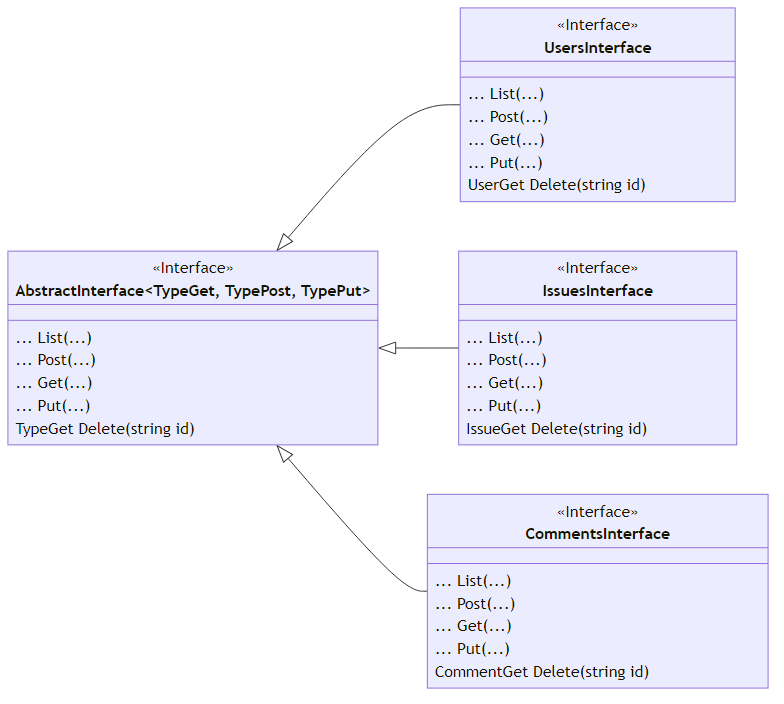 «Interface»
UsersInterface
... List(...)
... Post(...)
... Get(...)
... Put(...)
UserGet Delete(string id)
«Interface»
AbstractInterface<TypeGet, TypePost, TypePut>
... List(...)
... Post(...)
... Get(...)
... Put(...)
TypeGet Delete(string id)
«Interface»
IssuesInterface
... List(...)
... Post(...)
... Get(...)
... Put(...)
IssueGet Delete(string id)
«Interface»
CommentsInterface
... List(...)
... Post(...)
... Get(...)
... Put(...)
CommentGet Delete(string id)